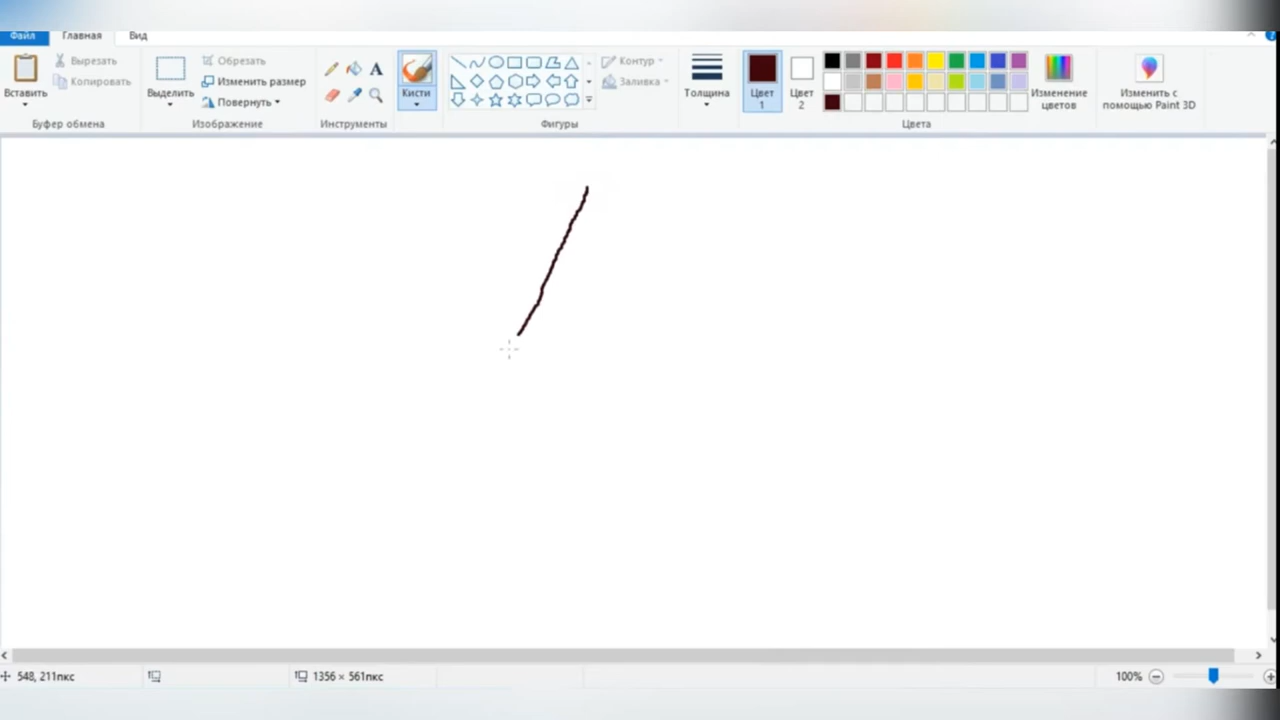 Файл Главная Вид
Вставить
Вырезать
Копировать
Буфер обмена
Выделить
Обрезать
Изменить размер
Повернуть
Изображение
A
Инструменты
Кисти
Контур
Заливка
Фигуры
Толщина
Цвет
1
Цвет
2
Изменение
цветов
Цвета
Изменить с
помощью Paint 3D
548, 211пкс
1356 × 561пкс
100%